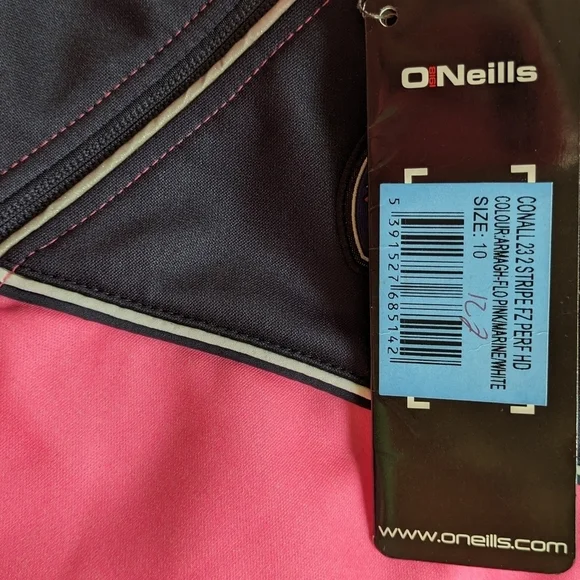 O'Neills
CONALL 23 2 STRIPE FZ PERF HD
COLOUR:ARMAGH-FLO PINK/MARINE/WHITE
SIZE: 10
5 391527 685142
www.oneills.com